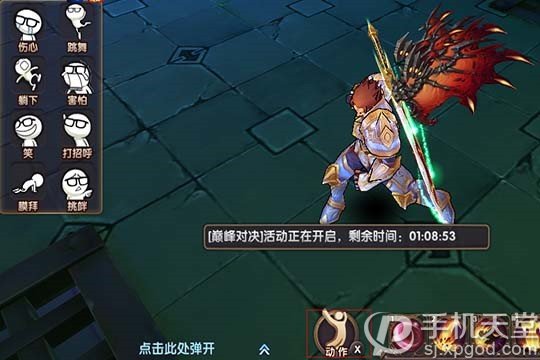 伤心 跳舞
躺下 害怕
笑 打招呼
膜拜 挑衅
[巅峰对决]活动正在开启，剩余时间：01:08:53
点击此处弹开
动作 X
手机天堂
sjxpgod.com